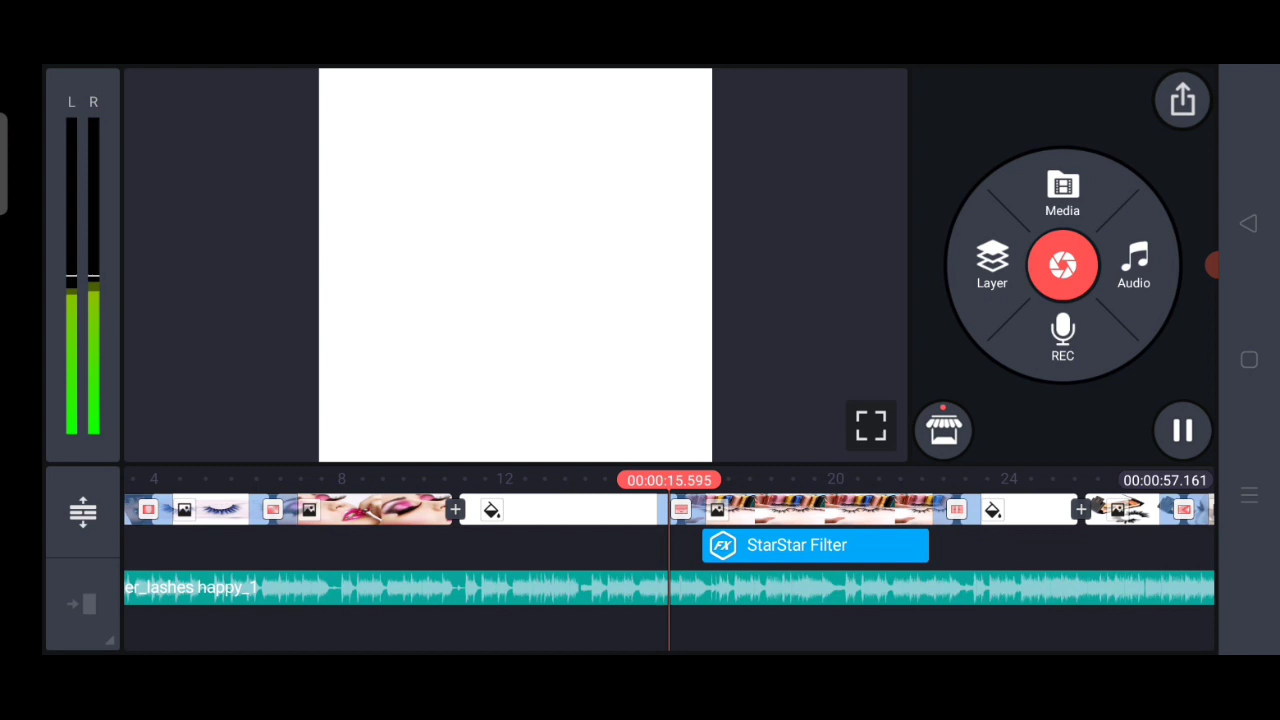 L R
Media
Layer
Audio
REC
4 8 12 00:00:15.595 20 24 00:00:57.161
FX StarStar Filter
er_lashes happy_1